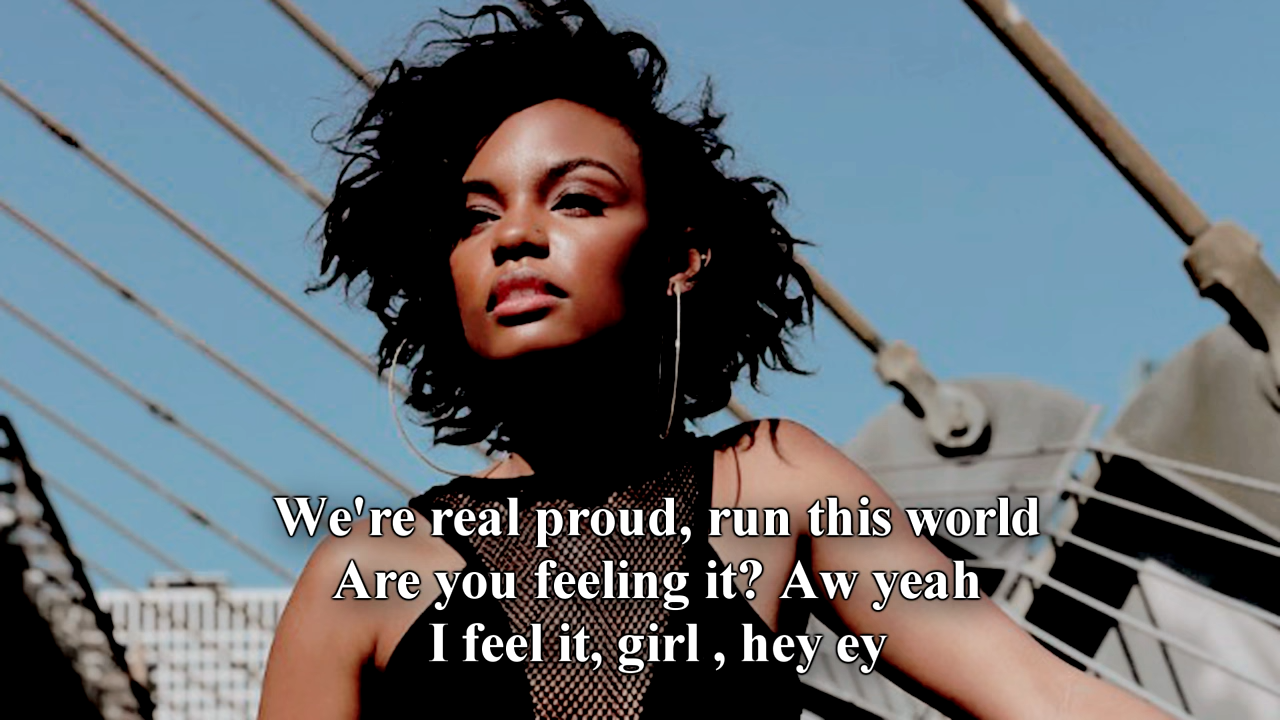 We're real proud, run this world
Are you feeling it? Aw yeah
I feel it, girl , hey ey